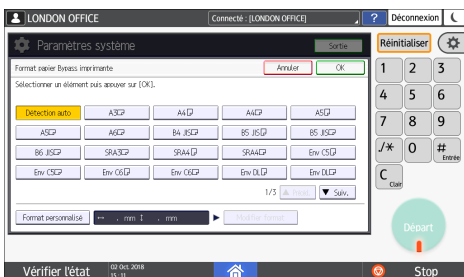 LONDON OFFICE
Connecté : [LONDON OFFICE]
?
Déconnexion
Paramètres système
Sortie
Réinitialiser
Format papier Bypass imprimante
Annuler
OK
Sélectionner un élément puis appuyer sur [OK].
Détection auto
A3
A4
A4
A5
A5
A6
B4 JIS
B5 JIS
B5 JIS
B6 JIS
SRA3
SRA4
SRA4
Env C5
Env C5
Env C6
Env C6
Env DL
Env DL
1/3
▲ Préc.
▼ Suiv.
Format personnalisé
↔ . mm ↕ . mm
▶
Modifier format
1 2 3
4 5 6
7 8 9
./* 0 #
Entrée
C
Clair
Départ
Vérifier l'état
02 Oct. 2018
15:11
Stop